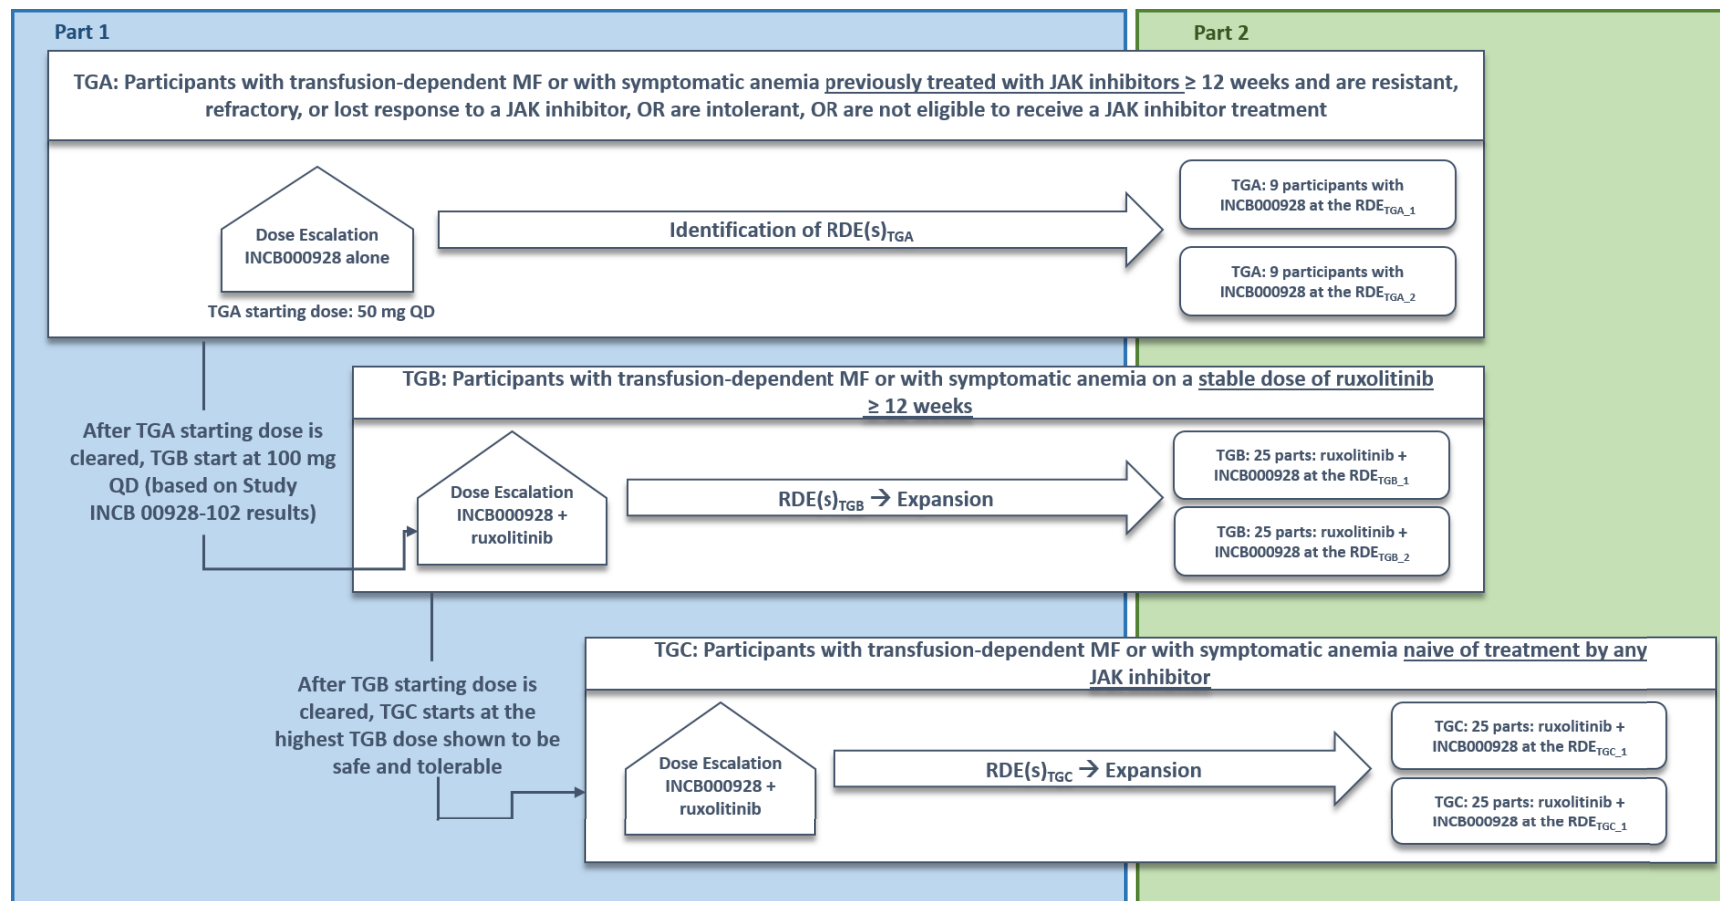 Part 1
Part 2
TGA: Participants with transfusion-dependent MF or with symptomatic anemia previously treated with JAK inhibitors ≥ 12 weeks and are resistant,
refractory, or lost response to a JAK inhibitor, OR are intolerant, OR are not eligible to receive a JAK inhibitor treatment
Dose Escalation
INCB000928 alone
TGA starting dose: 50 mg QD
Identification of RDE(s)TGA
TGA: 9 participants with
INCB000928 at the RDETGA_1
TGA: 9 participants with
INCB000928 at the RDETGA_2
After TGA starting dose is
cleared, TGB start at 100 mg
QD (based on Study
INCB 00928-102 results)
TGB: Participants with transfusion-dependent MF or with symptomatic anemia on a stable dose of ruxolitinib
≥ 12 weeks
Dose Escalation
INCB000928 +
ruxolitinib
RDE(s)TGB → Expansion
TGB: 25 parts: ruxolitinib +
INCB000928 at the RDETGB_1
TGB: 25 parts: ruxolitinib +
INCB000928 at the RDETGB_2
After TGB starting dose is
cleared, TGC starts at the
highest TGB dose shown to be
safe and tolerable
TGC: Participants with transfusion-dependent MF or with symptomatic anemia naive of treatment by any
JAK inhibitor
Dose Escalation
INCB000928 +
ruxolitinib
RDE(s)TGC → Expansion
TGC: 25 parts: ruxolitinib +
INCB000928 at the RDETGC_1
TGC: 25 parts: ruxolitinib +
INCB000928 at the RDETGC_1